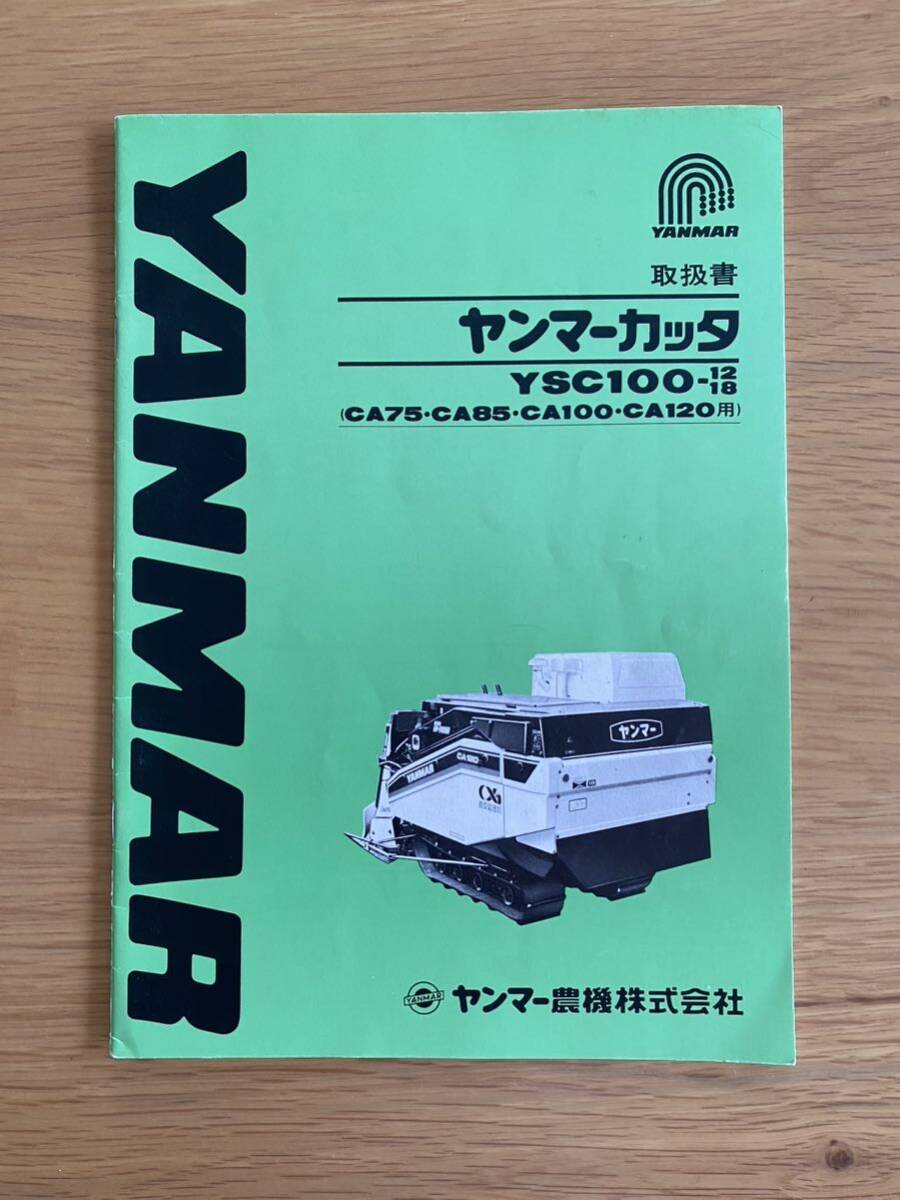 YANMAR
YANMAR
取扱書
ヤンマーカッタ
YSC100-12/18
(CA75・CA85・CA100・CA120用)
ヤンマー
YANMAR
YANMAR ヤンマー農機株式会社